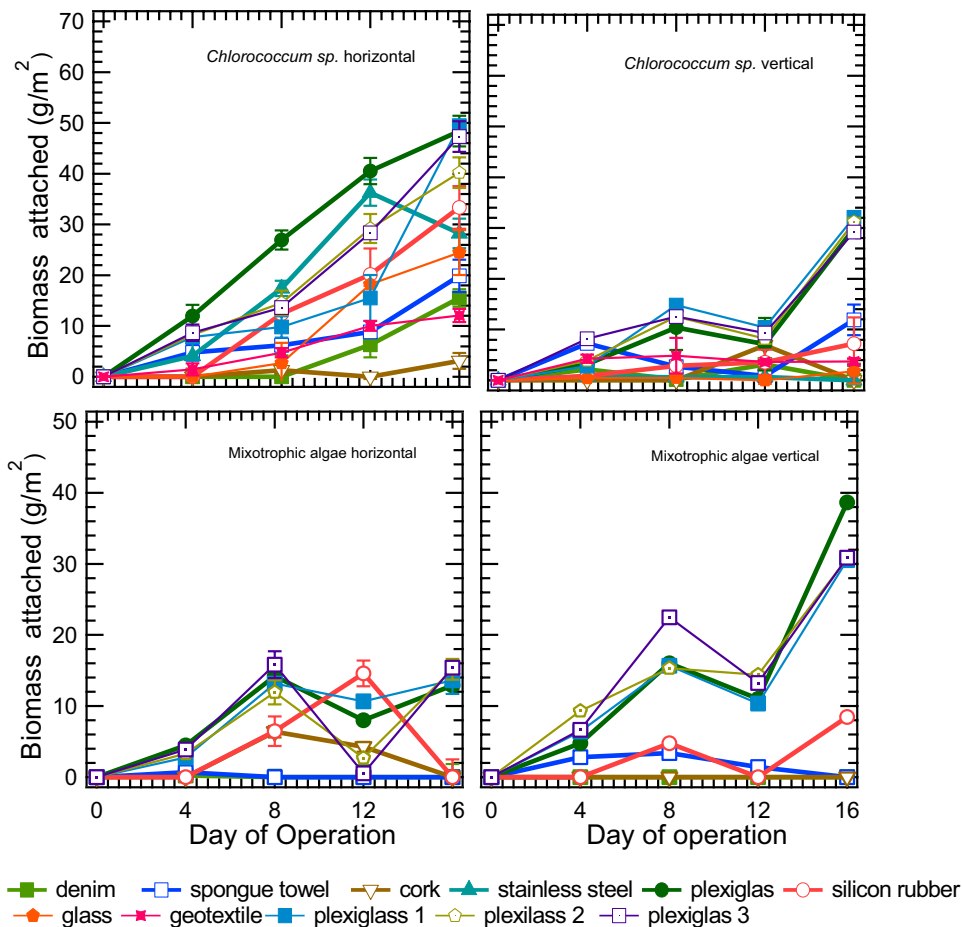 70
60
50
40
30
20
10
0
Biomass attached (g/m²)
Chlorococcum sp. horizontal
Chlorococcum sp. vertical
50
40
30
20
10
0
Biomass attached (g/m²)
Mixotrophic algae horizontal
Mixotrophic algae vertical
0 4 8 12 16
0 4 8 12 16
Day of Operation
Day of operation
denim spongue towel cork stainless steel plexiglas silicon rubber
glass geotextile plexiglass 1 plexilass 2 plexiglas 3